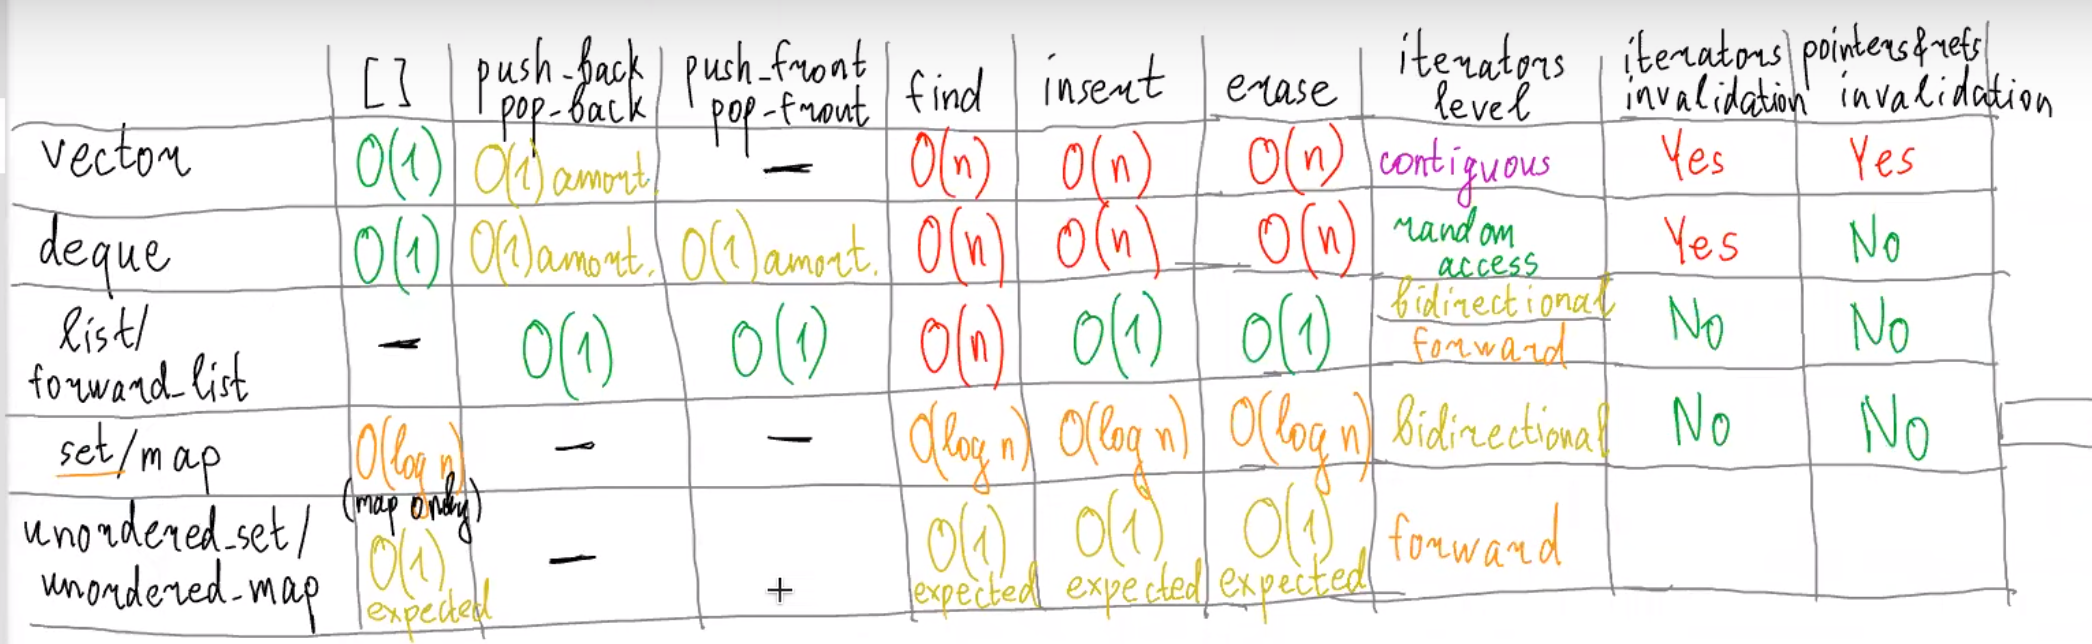 [ ] push_back push_front find insert erase iterators iterators pointers&refs
pop-back pop-front level invalidation invalidation
vector O(1) O(1) amort. — O(n) O(n) O(n) contiguous Yes Yes
deque O(1) O(1) amort. O(1) amort. O(n) O(n) O(n) random access Yes No
list/ forward_list — O(1) O(1) O(n) O(1) O(1) bidirectional forward No No
set/map O(log n) — — O(log n) O(log n) O(log n) bidirectional No No
(map only)
unordered_set/ O(1) — O(1) O(1) O(1) forward
unordered_map expected expected expected expected